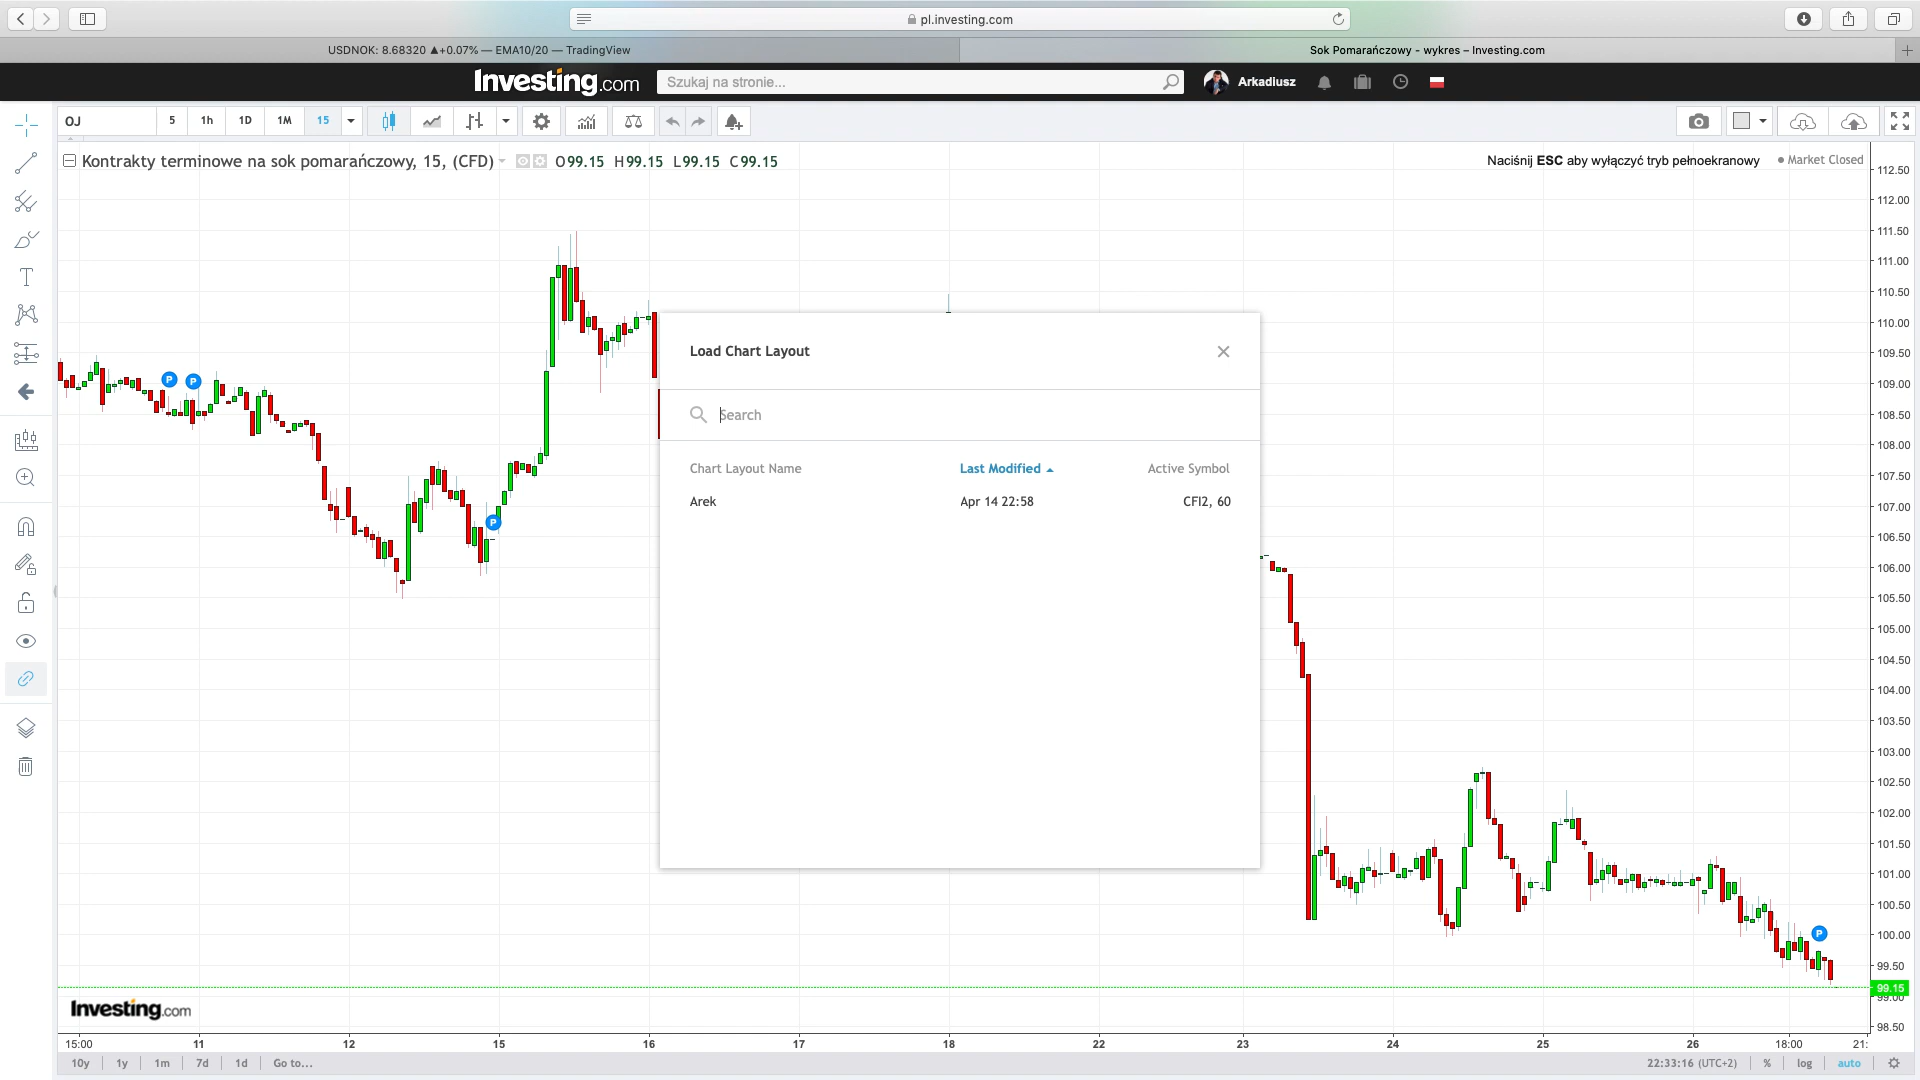 pl.investing.com
USDNOK: 8.68320 ▲+0.07% — EMA10/20 — TradingView
Sok Pomarańczowy - wykres – Investing.com
Investing.com
Szukaj na stronie...
Arkadiusz
OJ
5
1h
1D
1M
15
Kontrakty terminowe na sok pomarańczowy, 15, (CFD)
O99.15 H99.15 L99.15 C99.15
Naciśnij ESC aby wyłączyć tryb pełnoekranowy
Market Closed
112.50
112.00
111.50
111.00
110.50
110.00
109.50
109.00
108.50
108.00
107.50
107.00
106.50
106.00
105.50
105.00
104.50
104.00
103.50
103.00
102.50
102.00
101.50
101.00
100.50
100.00
99.50
99.15
99.00
98.50
P
P
P
P
Load Chart Layout
Search
Chart Layout Name Last Modified Active Symbol
Arek Apr 14 22:58 CFI2, 60
Investing.com
15:00 11 12 15 16 17 18 22 23 24 25 26 18:00 21:
10y 1y 1m 7d 1d Go to...
22:33:16 (UTC+2) % log auto